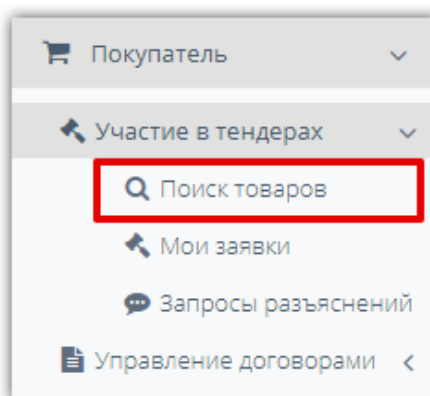 Покупатель
Участие в тендерах
Поиск товаров
Мои заявки
Запросы разъяснений
Управление договорами